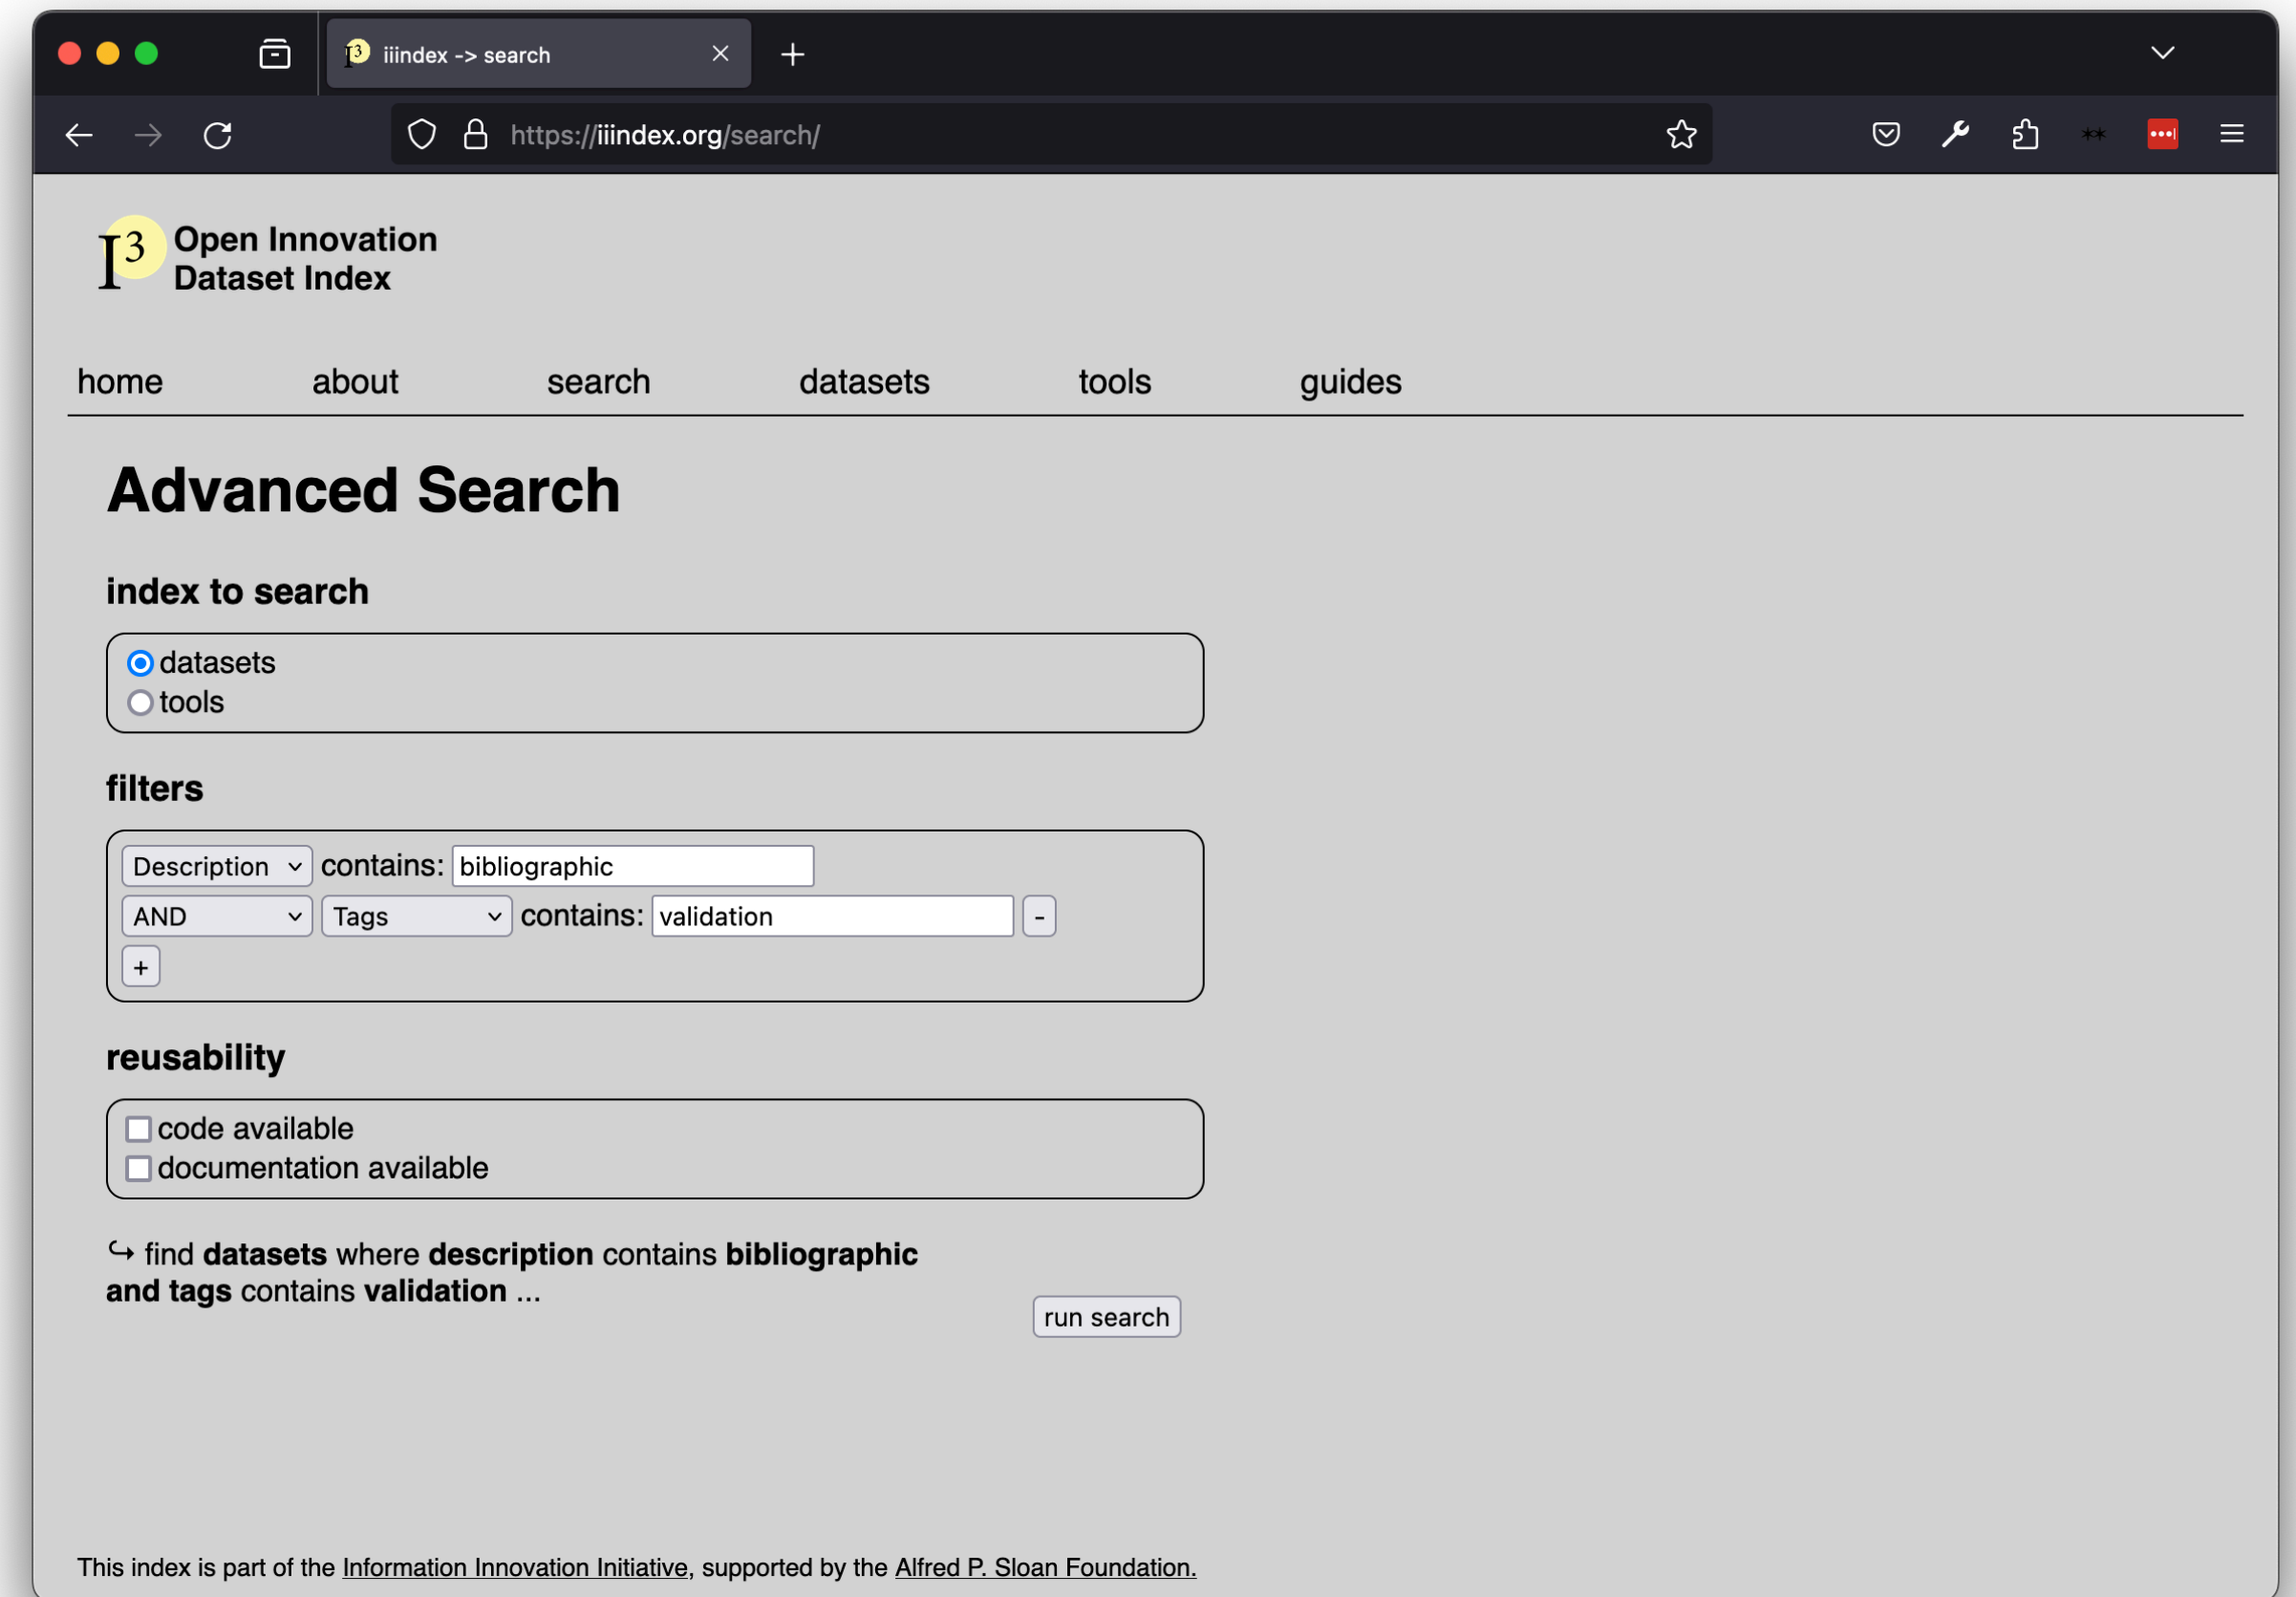 iiindex -> search
https://iiindex.org/search/
I3 Open Innovation
Dataset Index
home about search datasets tools guides
Advanced Search
index to search
datasets
tools
filters
Description contains: bibliographic
AND Tags contains: validation -
+
reusability
code available
documentation available
↪ find datasets where description contains bibliographic
and tags contains validation ...
run search
This index is part of the Information Innovation Initiative, supported by the Alfred P. Sloan Foundation.